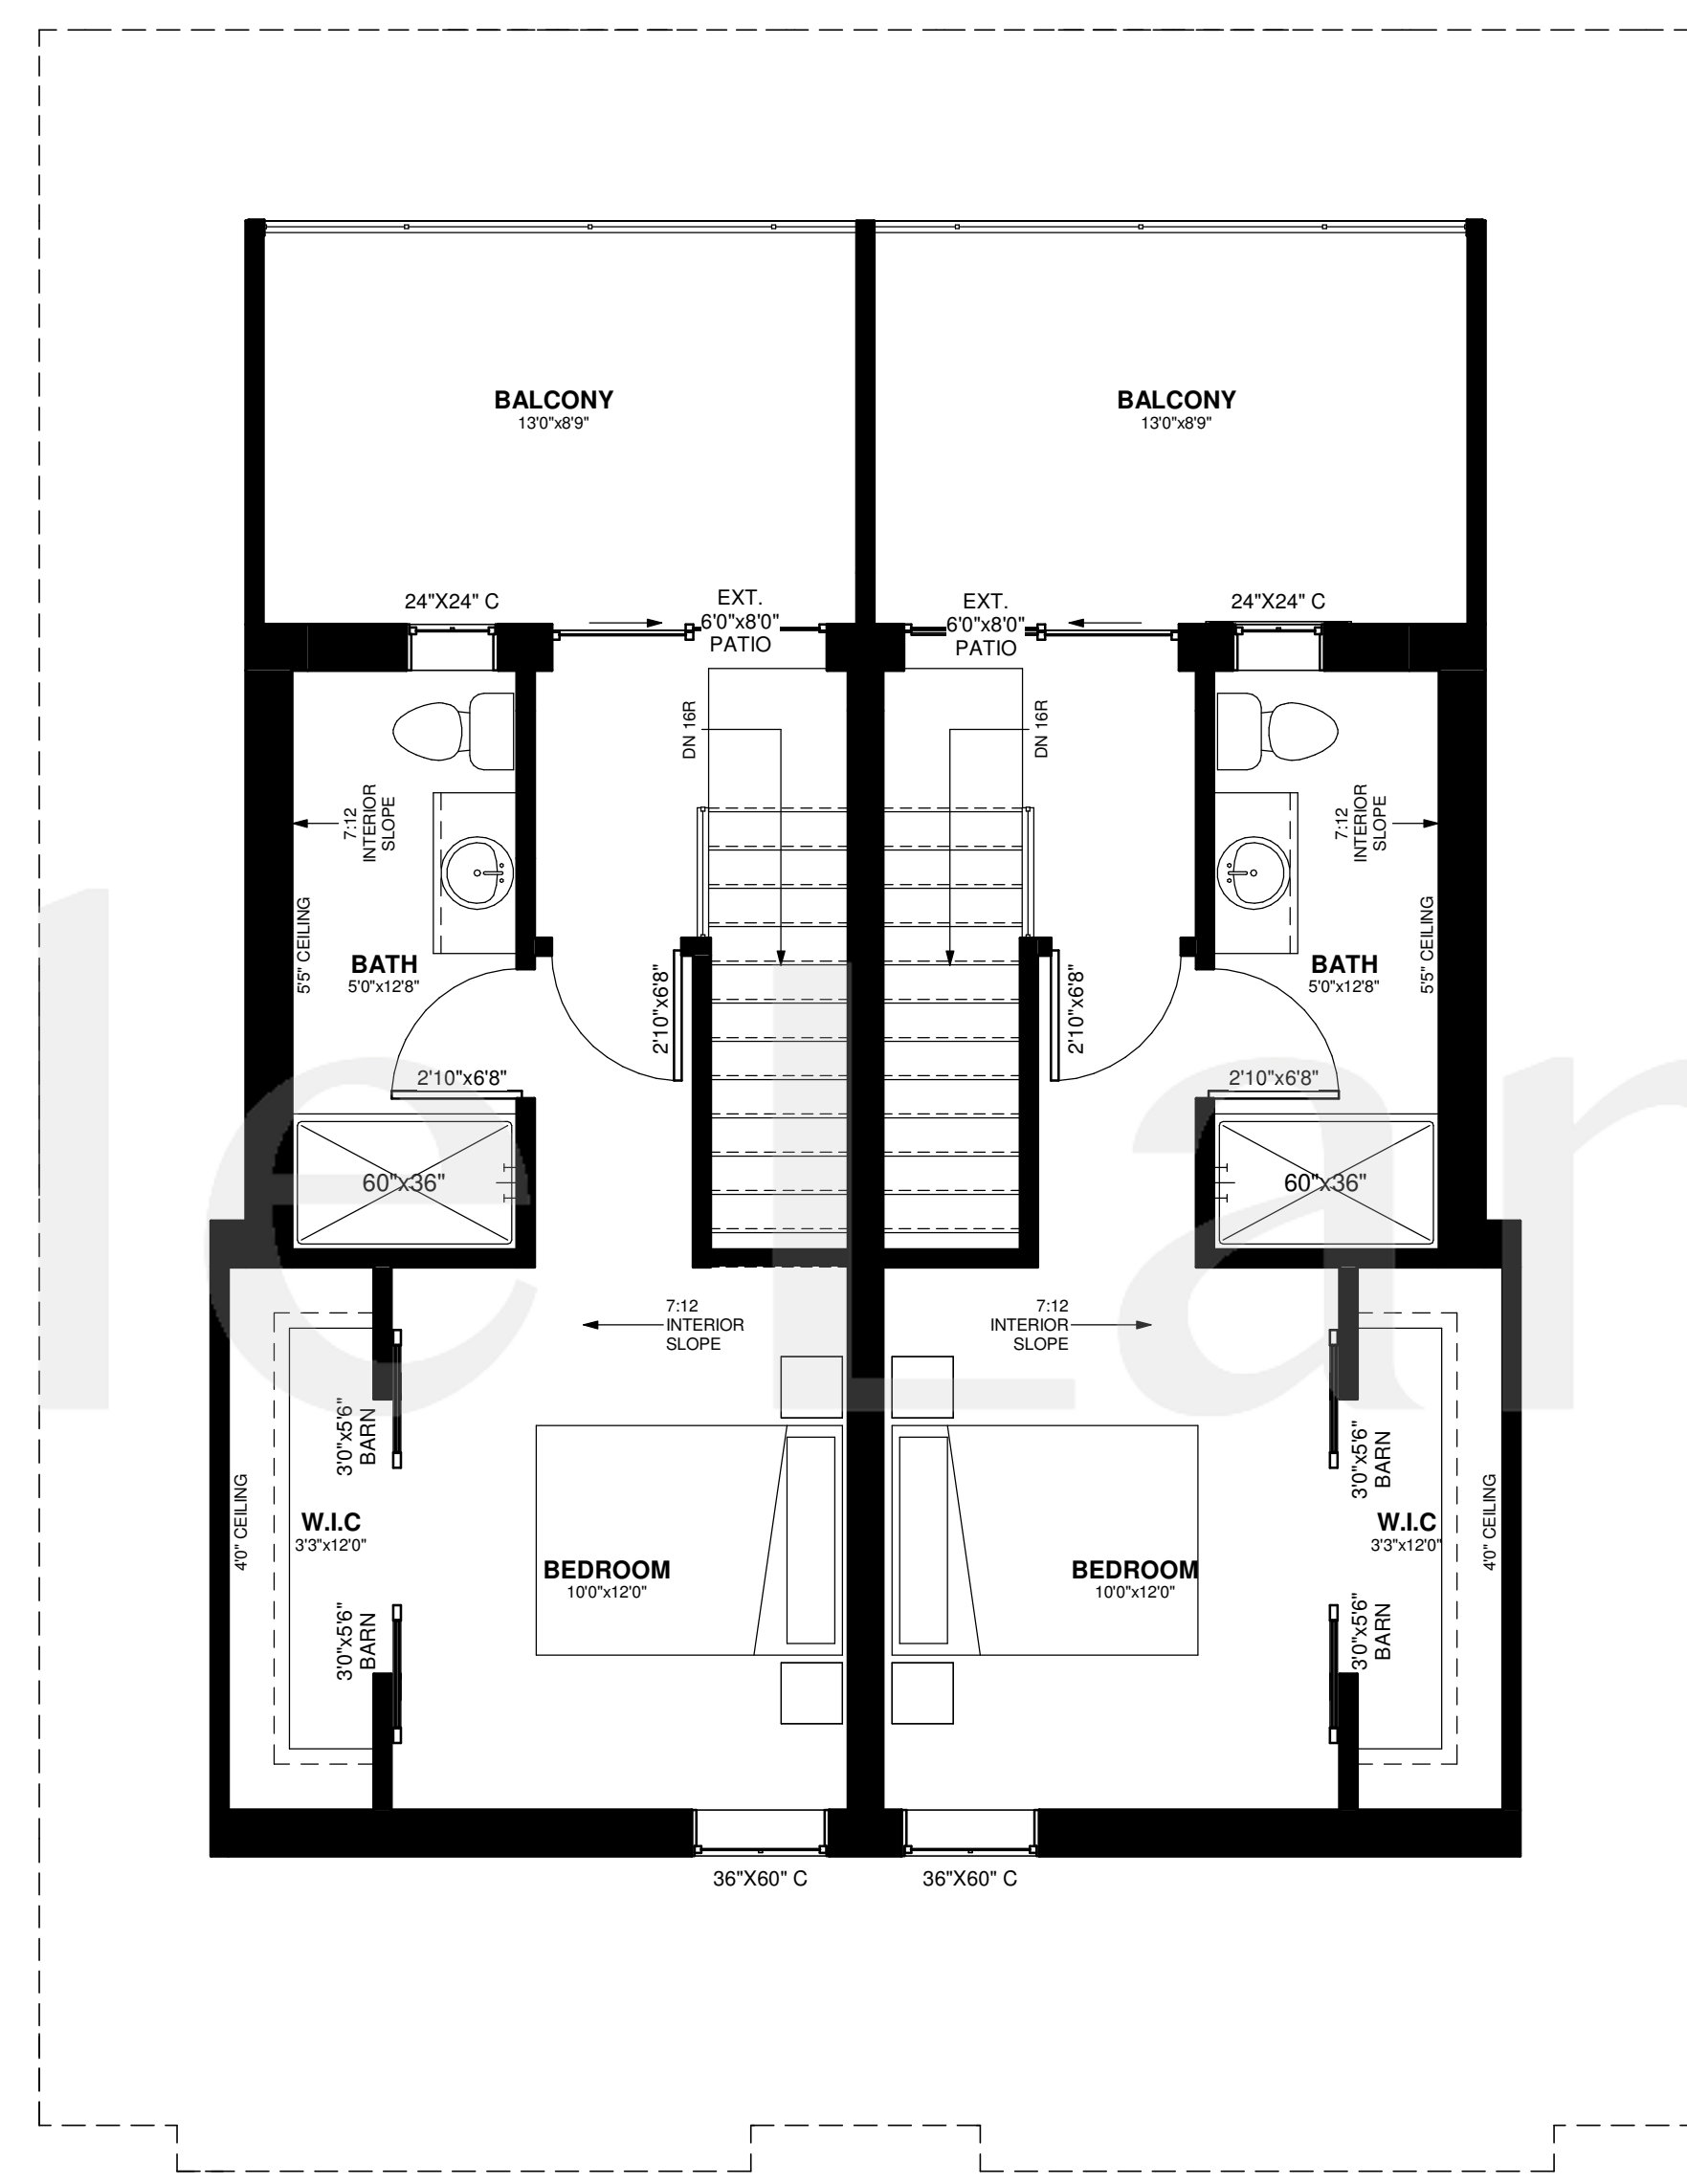 BALCONY
13'0"x8'9"
BALCONY
13'0"x8'9"
24"X24" C
EXT.
6'0"x8'0"
PATIO
EXT.
6'0"x8'0"
PATIO
24"X24" C
DN 16R
DN 16R
7:12
INTERIOR
SLOPE
7:12
INTERIOR
SLOPE
5'5" CEILING
BATH
5'0"x12'8"
2'10"x6'8"
2'10"x6'8"
BATH
5'0"x12'8"
5'5" CEILING
2'10"x6'8"
2'10"x6'8"
60"x36"
60"x36"
7:12
INTERIOR
SLOPE
7:12
INTERIOR
SLOPE
3'0"x5'6"
BARN
3'0"x5'6"
BARN
4'0" CEILING
W.I.C
3'3"x12'0"
W.I.C
3'3"x12'0"
4'0" CEILING
BEDROOM
10'0"x12'0"
BEDROOM
10'0"x12'0"
3'0"x5'6"
BARN
3'0"x5'6"
BARN
36"X60" C
36"X60" C